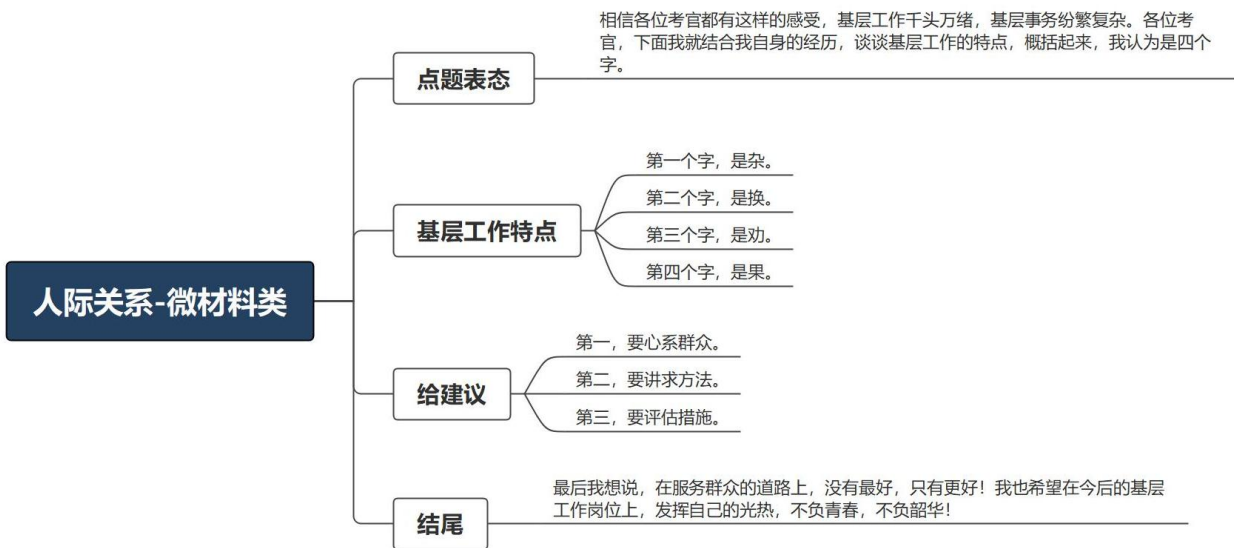 相信各位考官都有这样的感受，基层工作千头万绪，基层事务纷繁复杂。各位考
官，下面我就结合我自身的经历，谈谈基层工作的特点，概括起来，我认为是四个
字。
点题表态
第一个字，是杂。
第二个字，是换。
基层工作特点
第三个字，是劝。
第四个字，是果。
人际关系-微材料类
第一，要心系群众。
给建议
第二，要讲求方法。
第三，要评估措施。
最后我想说，在服务群众的道路上，没有最好，只有更好！我也希望在今后的基层
工作岗位上，发挥自己的光热，不负青春，不负韶华！
结尾